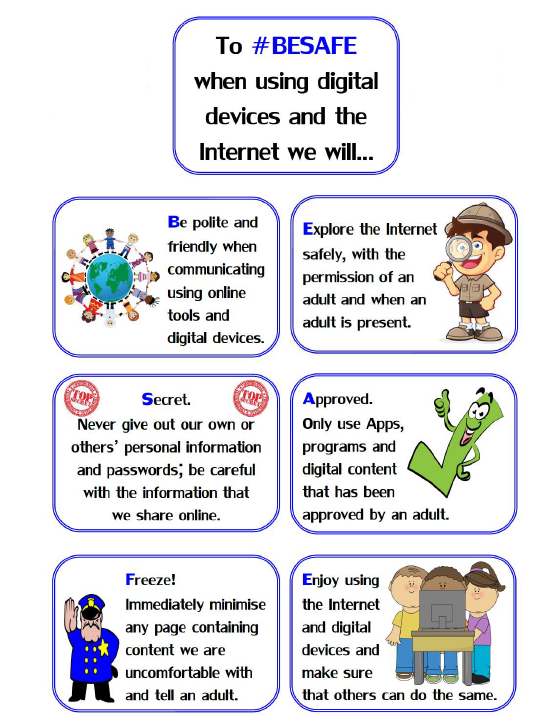 To #BESAFE
when using digital
devices and the
Internet we will...
Be polite and
friendly when
communicating
using online
tools and
digital devices.
Explore the Internet
safely, with the
permission of an
adult and when an
adult is present.
TOP
SECRET
TOP
SECRET
Secret.
Never give out our own or
others' personal information
and passwords; be careful
with the information that
we share online.
Approved.
Only use Apps,
programs and
digital content
that has been
approved by an adult.
Freeze!
Immediately minimise
any page containing
content we are
uncomfortable with
and tell an adult.
Enjoy using
the Internet
and digital
devices and
make sure
that others can do the same.